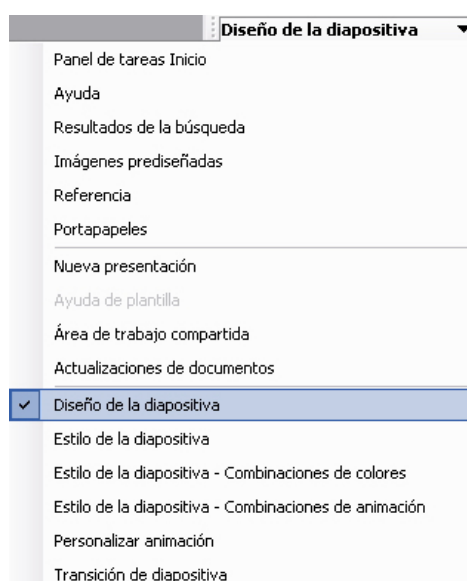 Diseño de la diapositiva
Panel de tareas Inicio
Ayuda
Resultados de la búsqueda
Imágenes prediseñadas
Referencia
Portapapeles
Nueva presentación
Ayuda de plantilla
Área de trabajo compartida
Actualizaciones de documentos
Diseño de la diapositiva
Estilo de la diapositiva
Estilo de la diapositiva - Combinaciones de colores
Estilo de la diapositiva - Combinaciones de animación
Personalizar animación
Transición de diapositiva